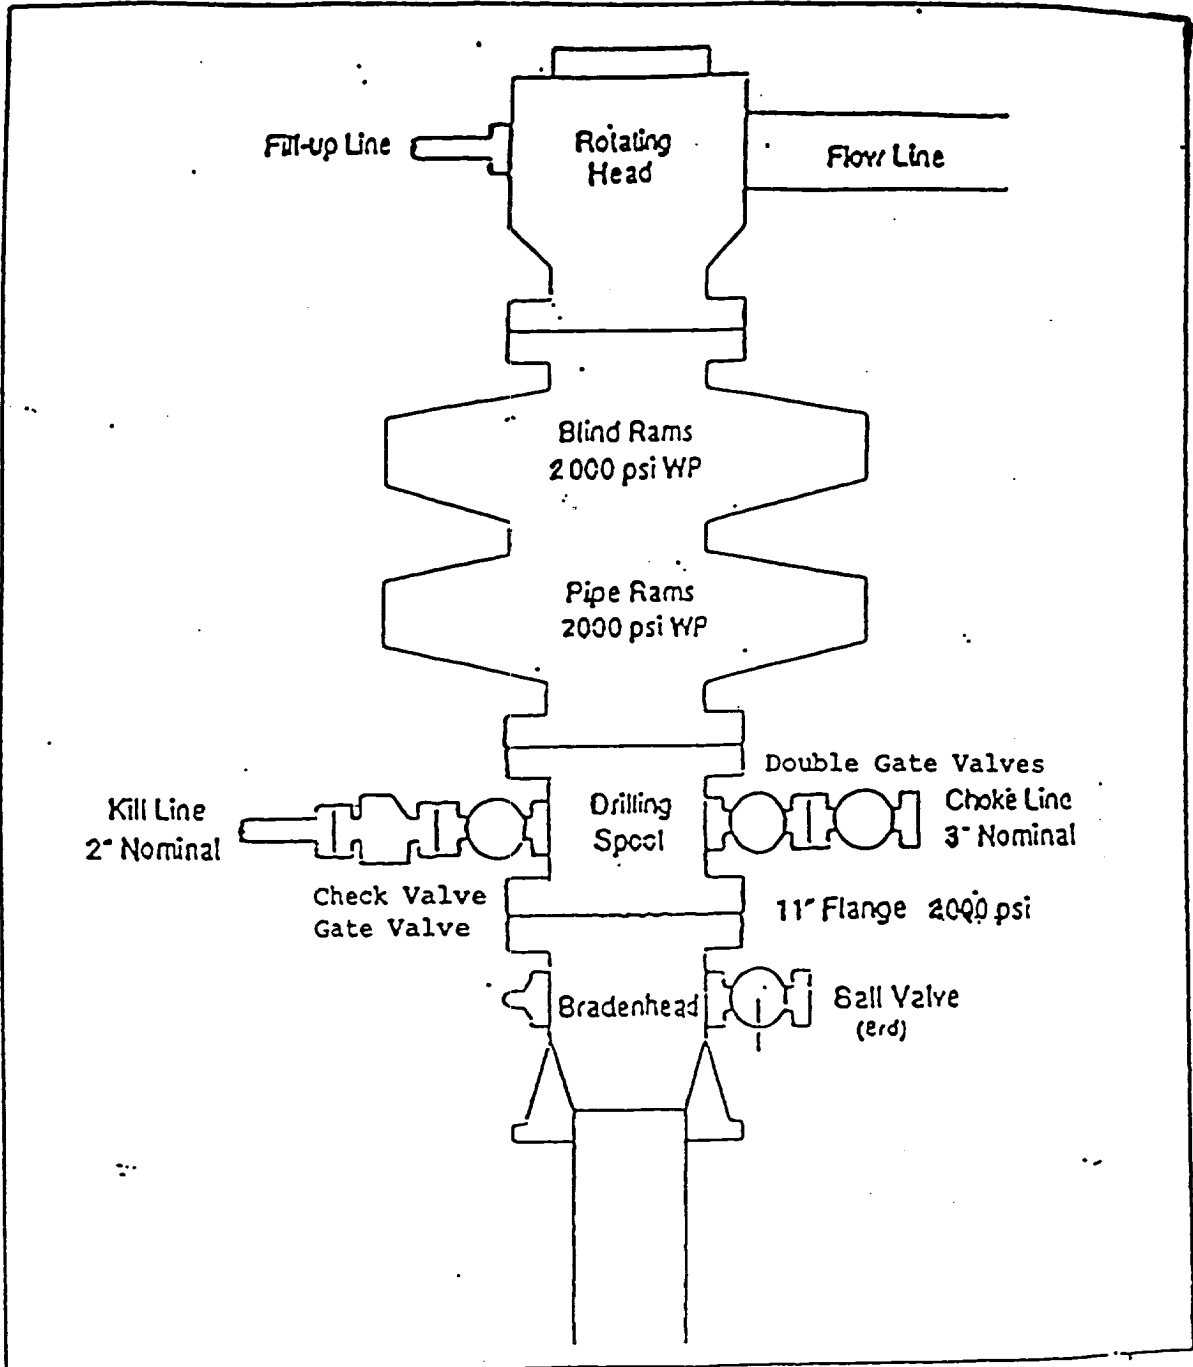 Fill-up Line
Rotating
Head
Flow Line
Blind Rams
2000 psi WP
Pipe Rams
2000 psi WP
Double Gate Valves
Kill Line
2" Nominal
Drilling
Spool
Choke Line
3" Nominal
Check Valve
Gate Valve
11" Flange 2000 psi
Bradenhead
Ball Valve